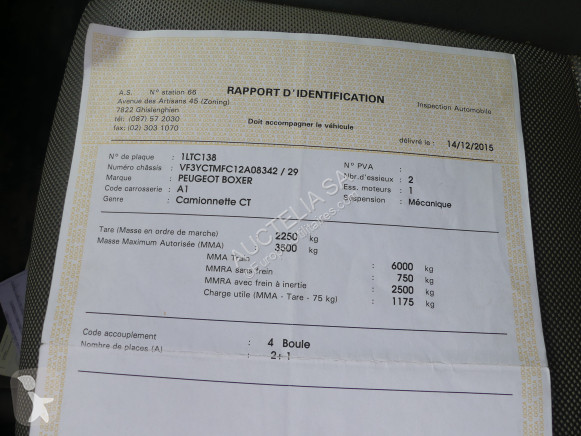 RAPPORT D'IDENTIFICATION
A.S. N° station 66
Avenue des Artisans 45 (Zoning)
7822 Ghislenghien
tél: (067) 57 2030
fax: (02) 303 1070
Inspection Automobile
Doit accompagner le véhicule
délivré le : 14/12/2015
N° de plaque : 1LTC138
Numéro châssis : VF3YCTMFC12A08342 / 29
Marque : PEUGEOT BOXER
Code carrosserie : A1
Genre : Camionnette CT
N° PVA :
Nbr.d'essieux : 2
Ess. moteurs : 1
Suspension : Mécanique
Tare (Masse en ordre de marche) 2250 kg
Masse Maximum Autorisée (MMA) 3500 kg
MMA Train : 6000 kg
MMRA sans frein : 750 kg
MMRA avec frein à inertie : 2500 kg
Charge utile (MMA - Tare - 75 kg) : 1175 kg
Code accouplement : 4 Boule
Nombre de places (A) : 2+1
AUCTELIA SA